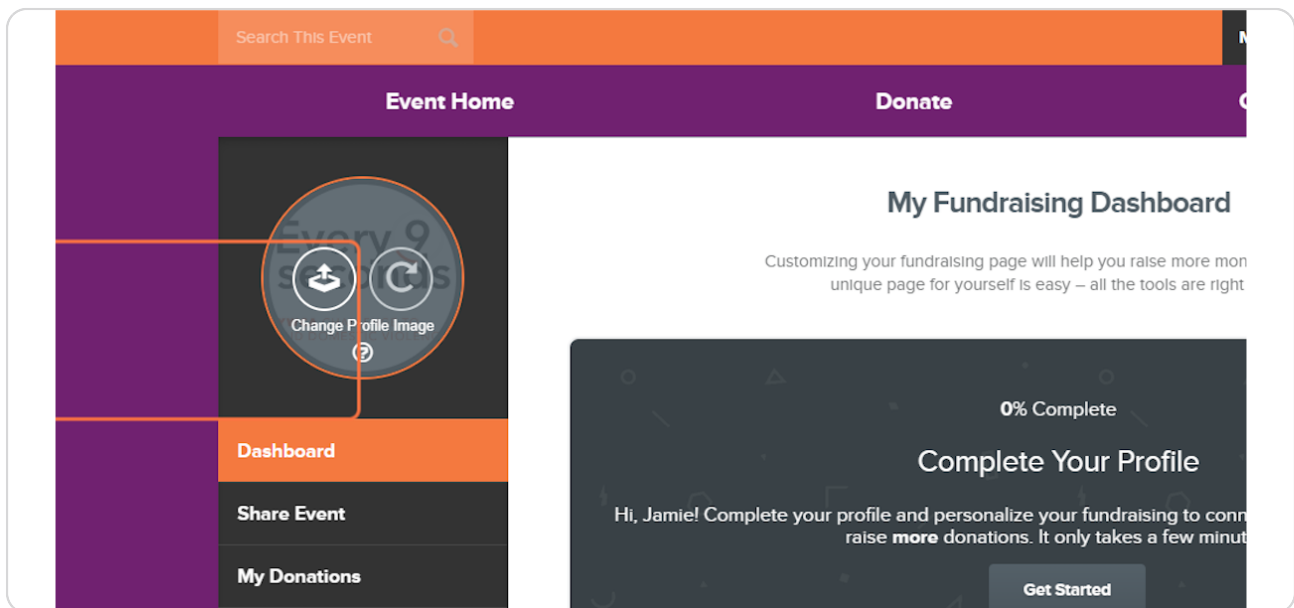 Search This Event
Event Home
Donate
My Fundraising Dashboard
Customizing your fundraising page will help you raise more mon
unique page for yourself is easy – all the tools are right
Every 9
seconds
Change Profile Image
Dashboard
Share Event
My Donations
0% Complete
Complete Your Profile
Hi, Jamie! Complete your profile and personalize your fundraising to conn
raise more donations. It only takes a few minut
Get Started